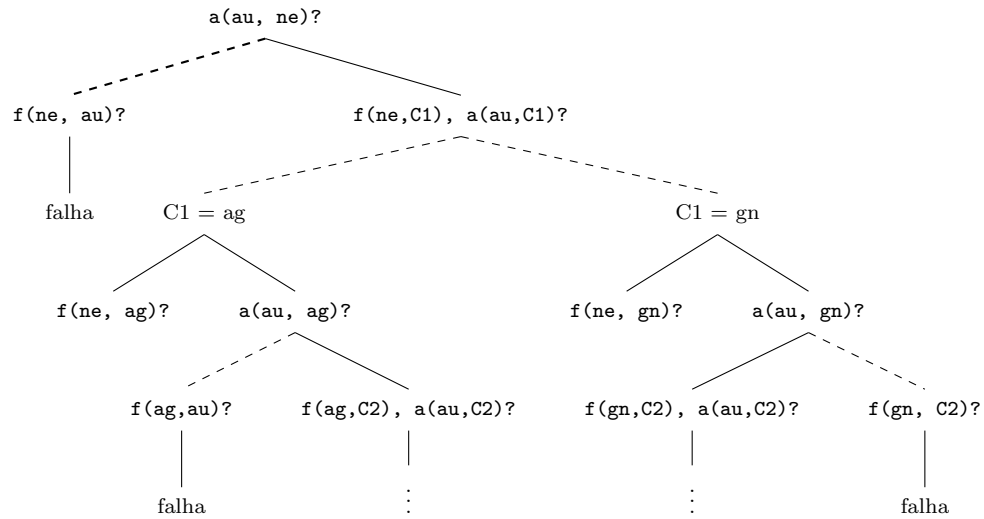 a(au, ne)?
f(ne, au)?
f(ne,C1), a(au,C1)?
falha
C1 = ag
C1 = gn
f(ne, ag)?
a(au, ag)?
f(ne, gn)?
a(au, gn)?
f(ag,au)?
f(ag,C2), a(au,C2)?
f(gn,C2), a(au,C2)?
f(gn, C2)?
falha
⋮
⋮
falha